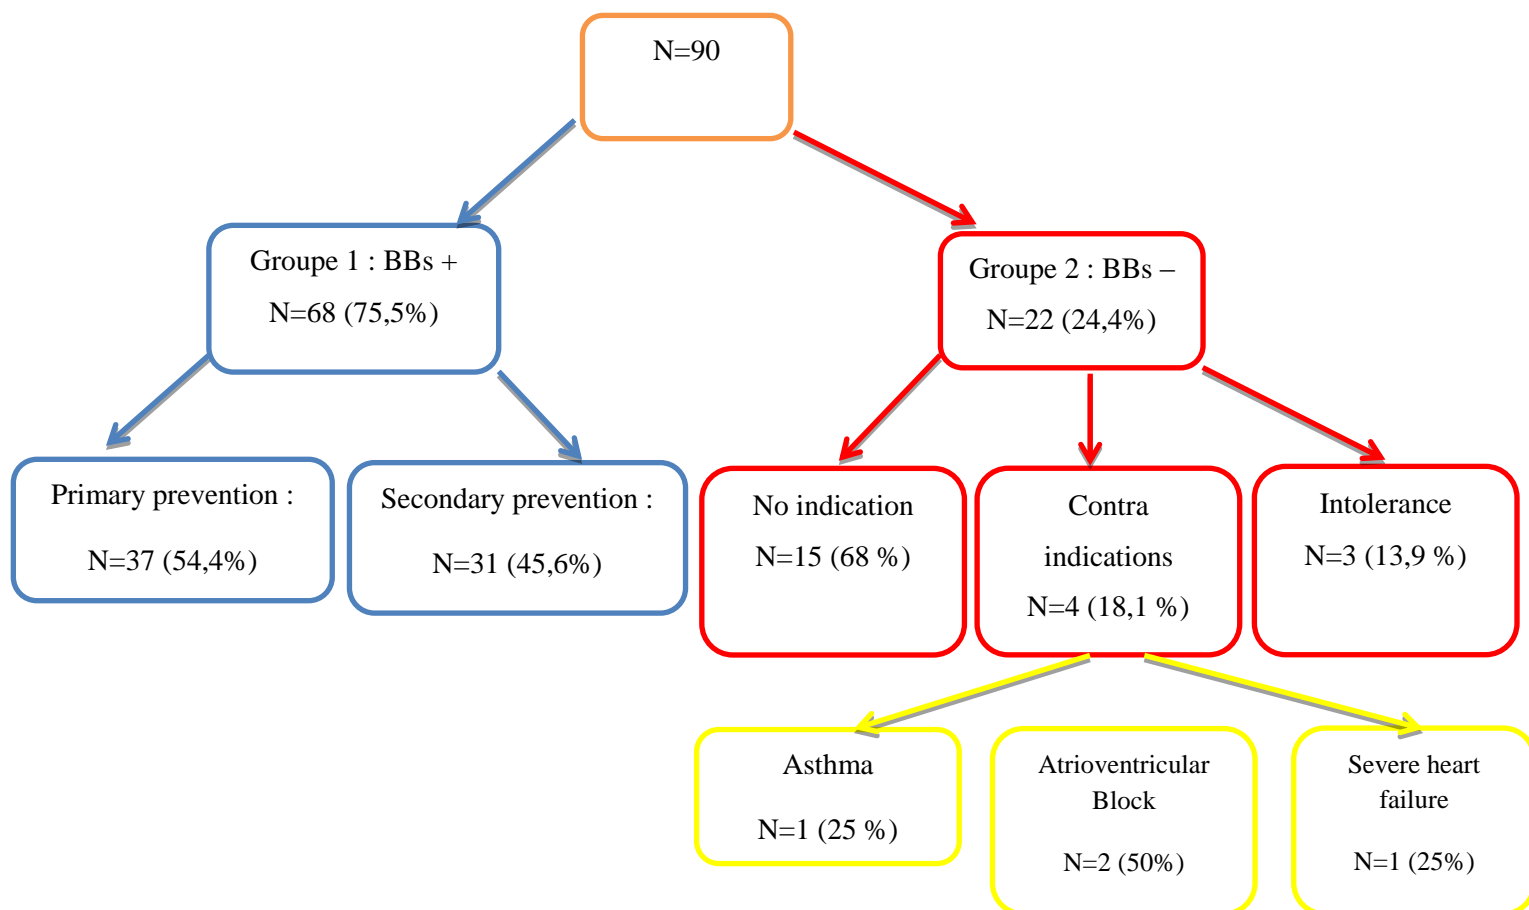 N=90
Groupe 1 : BBs +
N=68 (75,5%)
Groupe 2 : BBs –
N=22 (24,4%)
Primary prevention :
N=37 (54,4%)
Secondary prevention :
N=31 (45,6%)
No indication
N=15 (68 %)
Contra
indications
N=4 (18,1 %)
Intolerance
N=3 (13,9 %)
Asthma
N=1 (25 %)
Atrioventricular
Block
N=2 (50%)
Severe heart
failure
N=1 (25%)